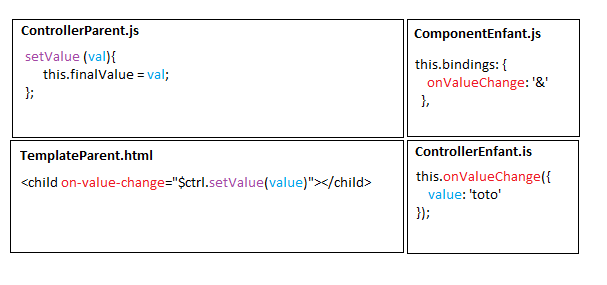 ControllerParent.js
setValue (val){
this.finalValue = val;
};
ComponentEnfant.js
this.bindings: {
onValueChange: '&'
},
TemplateParent.html
<child on-value-change="$ctrl.setValue(value)"></child>
ControllerEnfant.is
this.onValueChange({
value: 'toto'
});